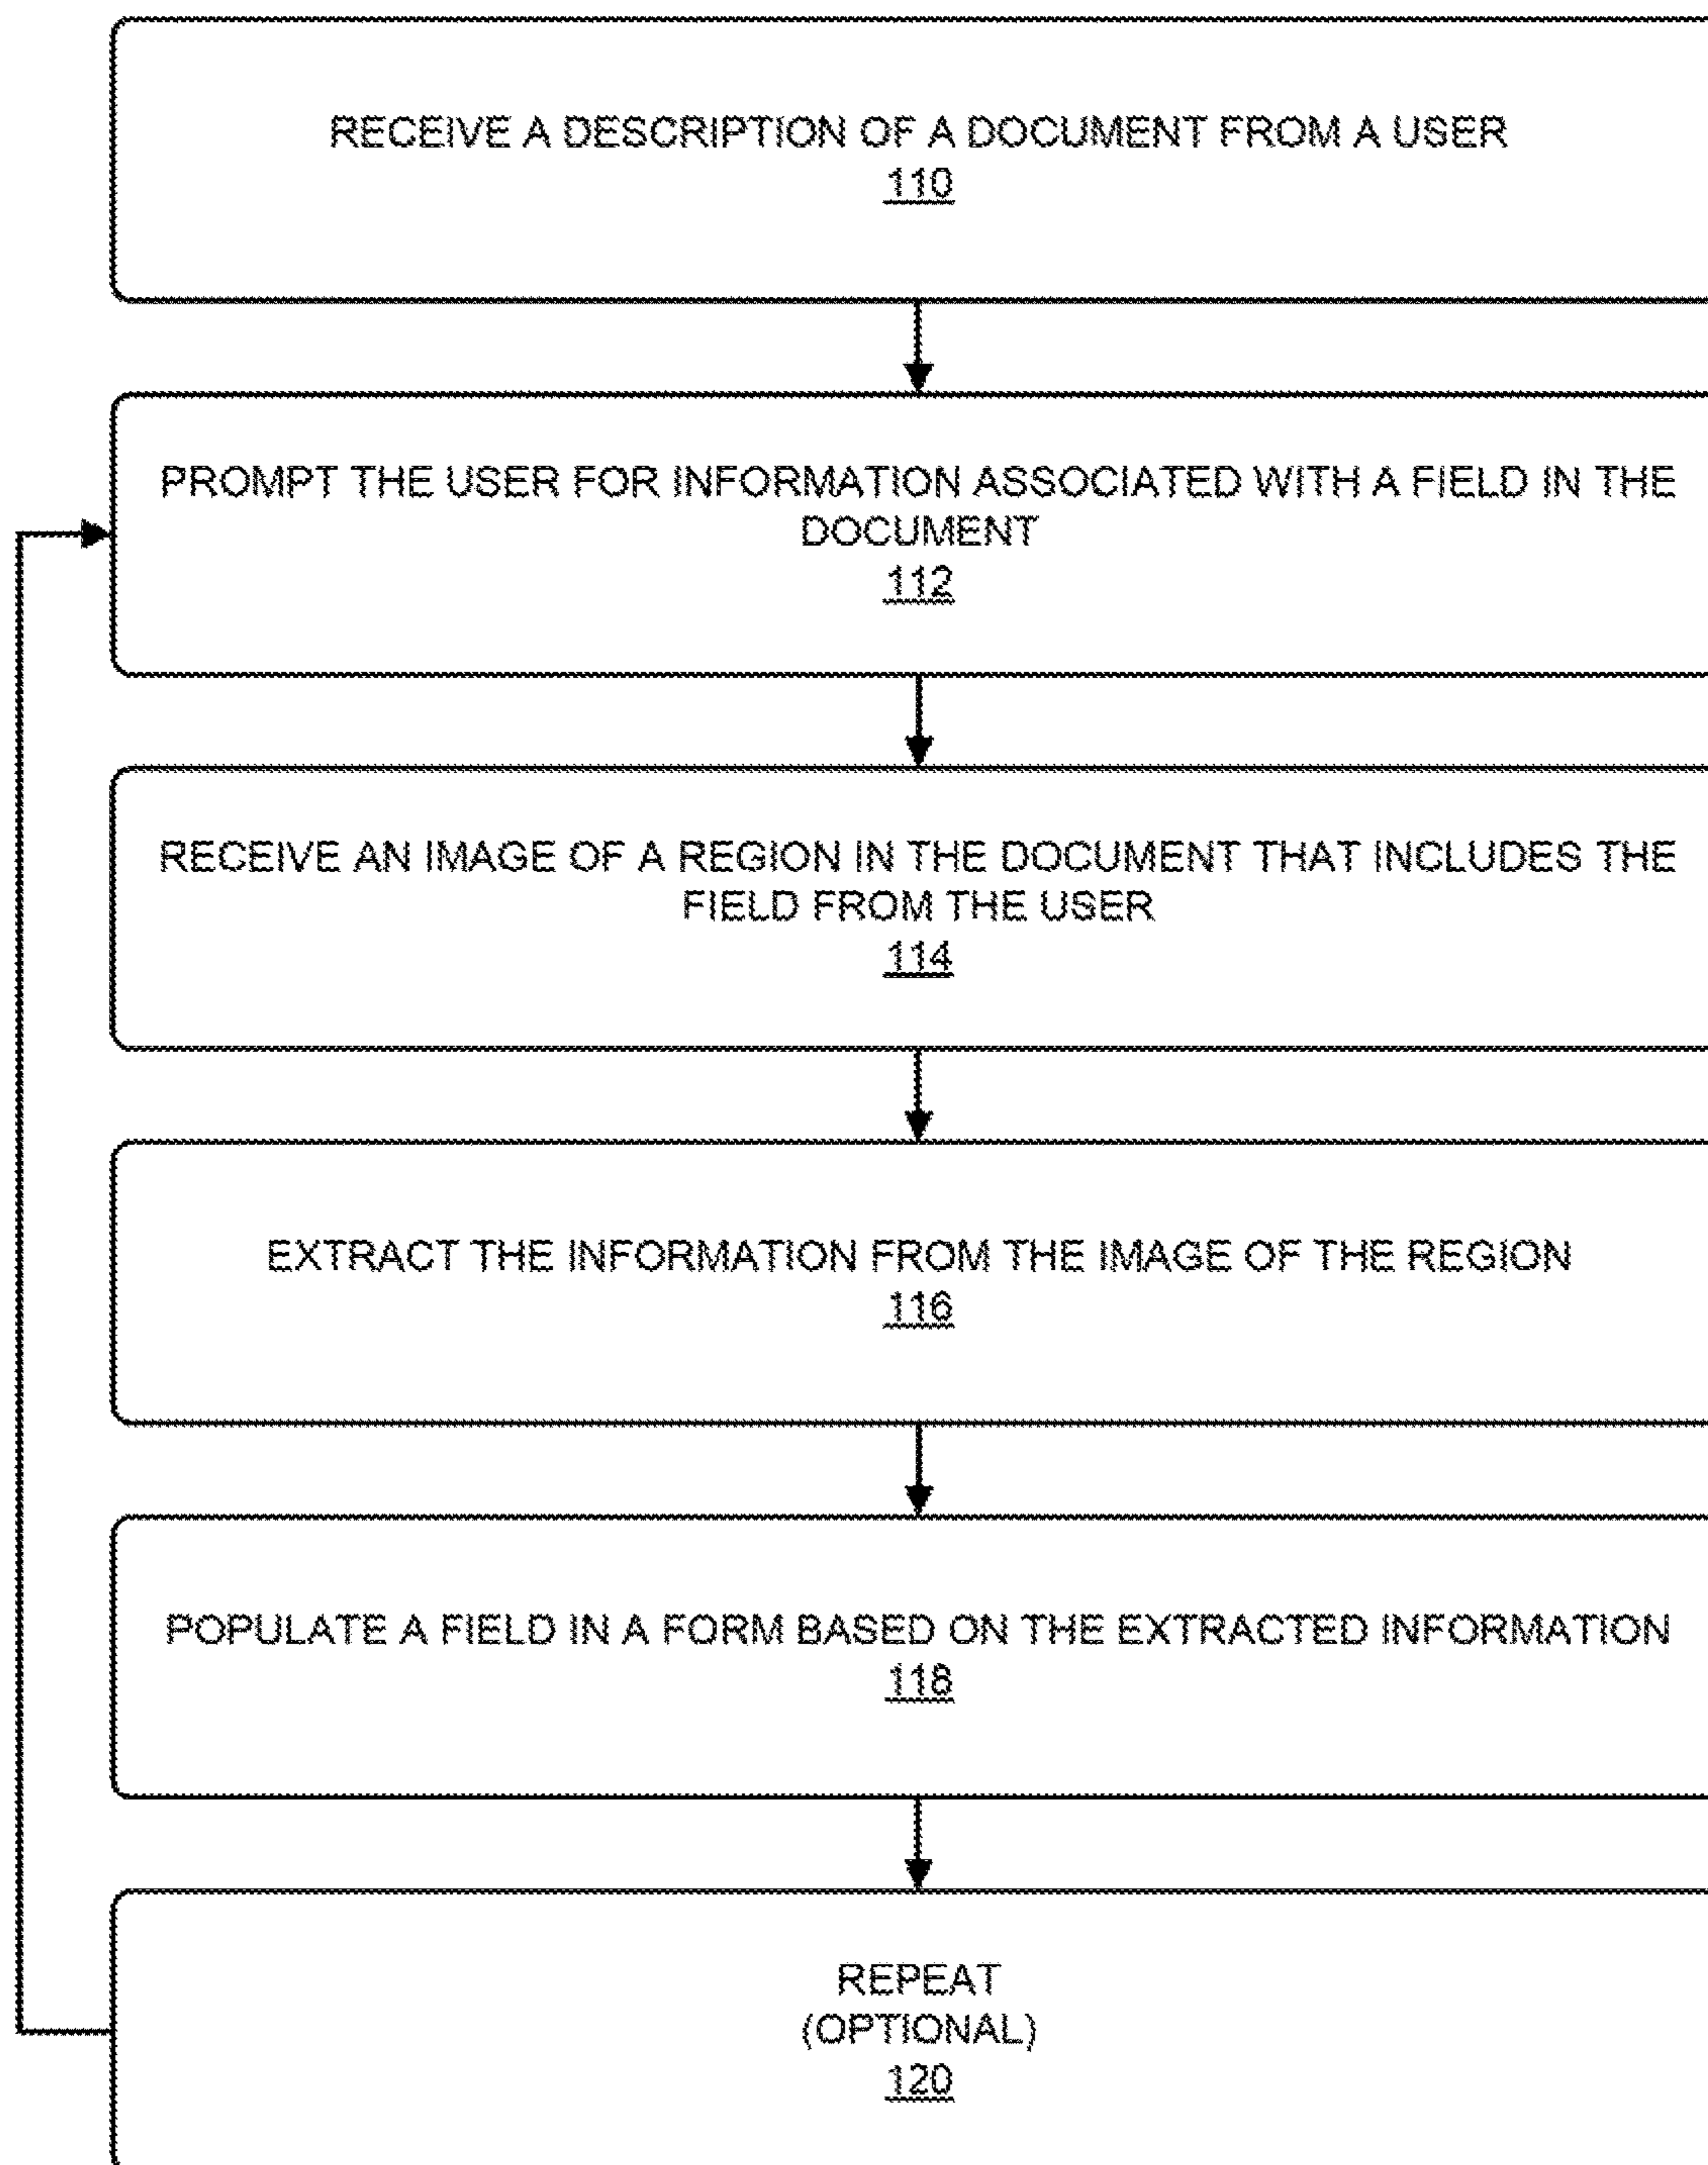 RECEIVE A DESCRIPTION OF A DOCUMENT FROM A USER
110
PROMPT THE USER FOR INFORMATION ASSOCIATED WITH A FIELD IN THE
DOCUMENT
112
RECEIVE AN IMAGE OF A REGION IN THE DOCUMENT THAT INCLUDES THE
FIELD FROM THE USER
114
EXTRACT THE INFORMATION FROM THE IMAGE OF THE REGION
116
POPULATE A FIELD IN A FORM BASED ON THE EXTRACTED INFORMATION
118
REPEAT
(OPTIONAL)
120